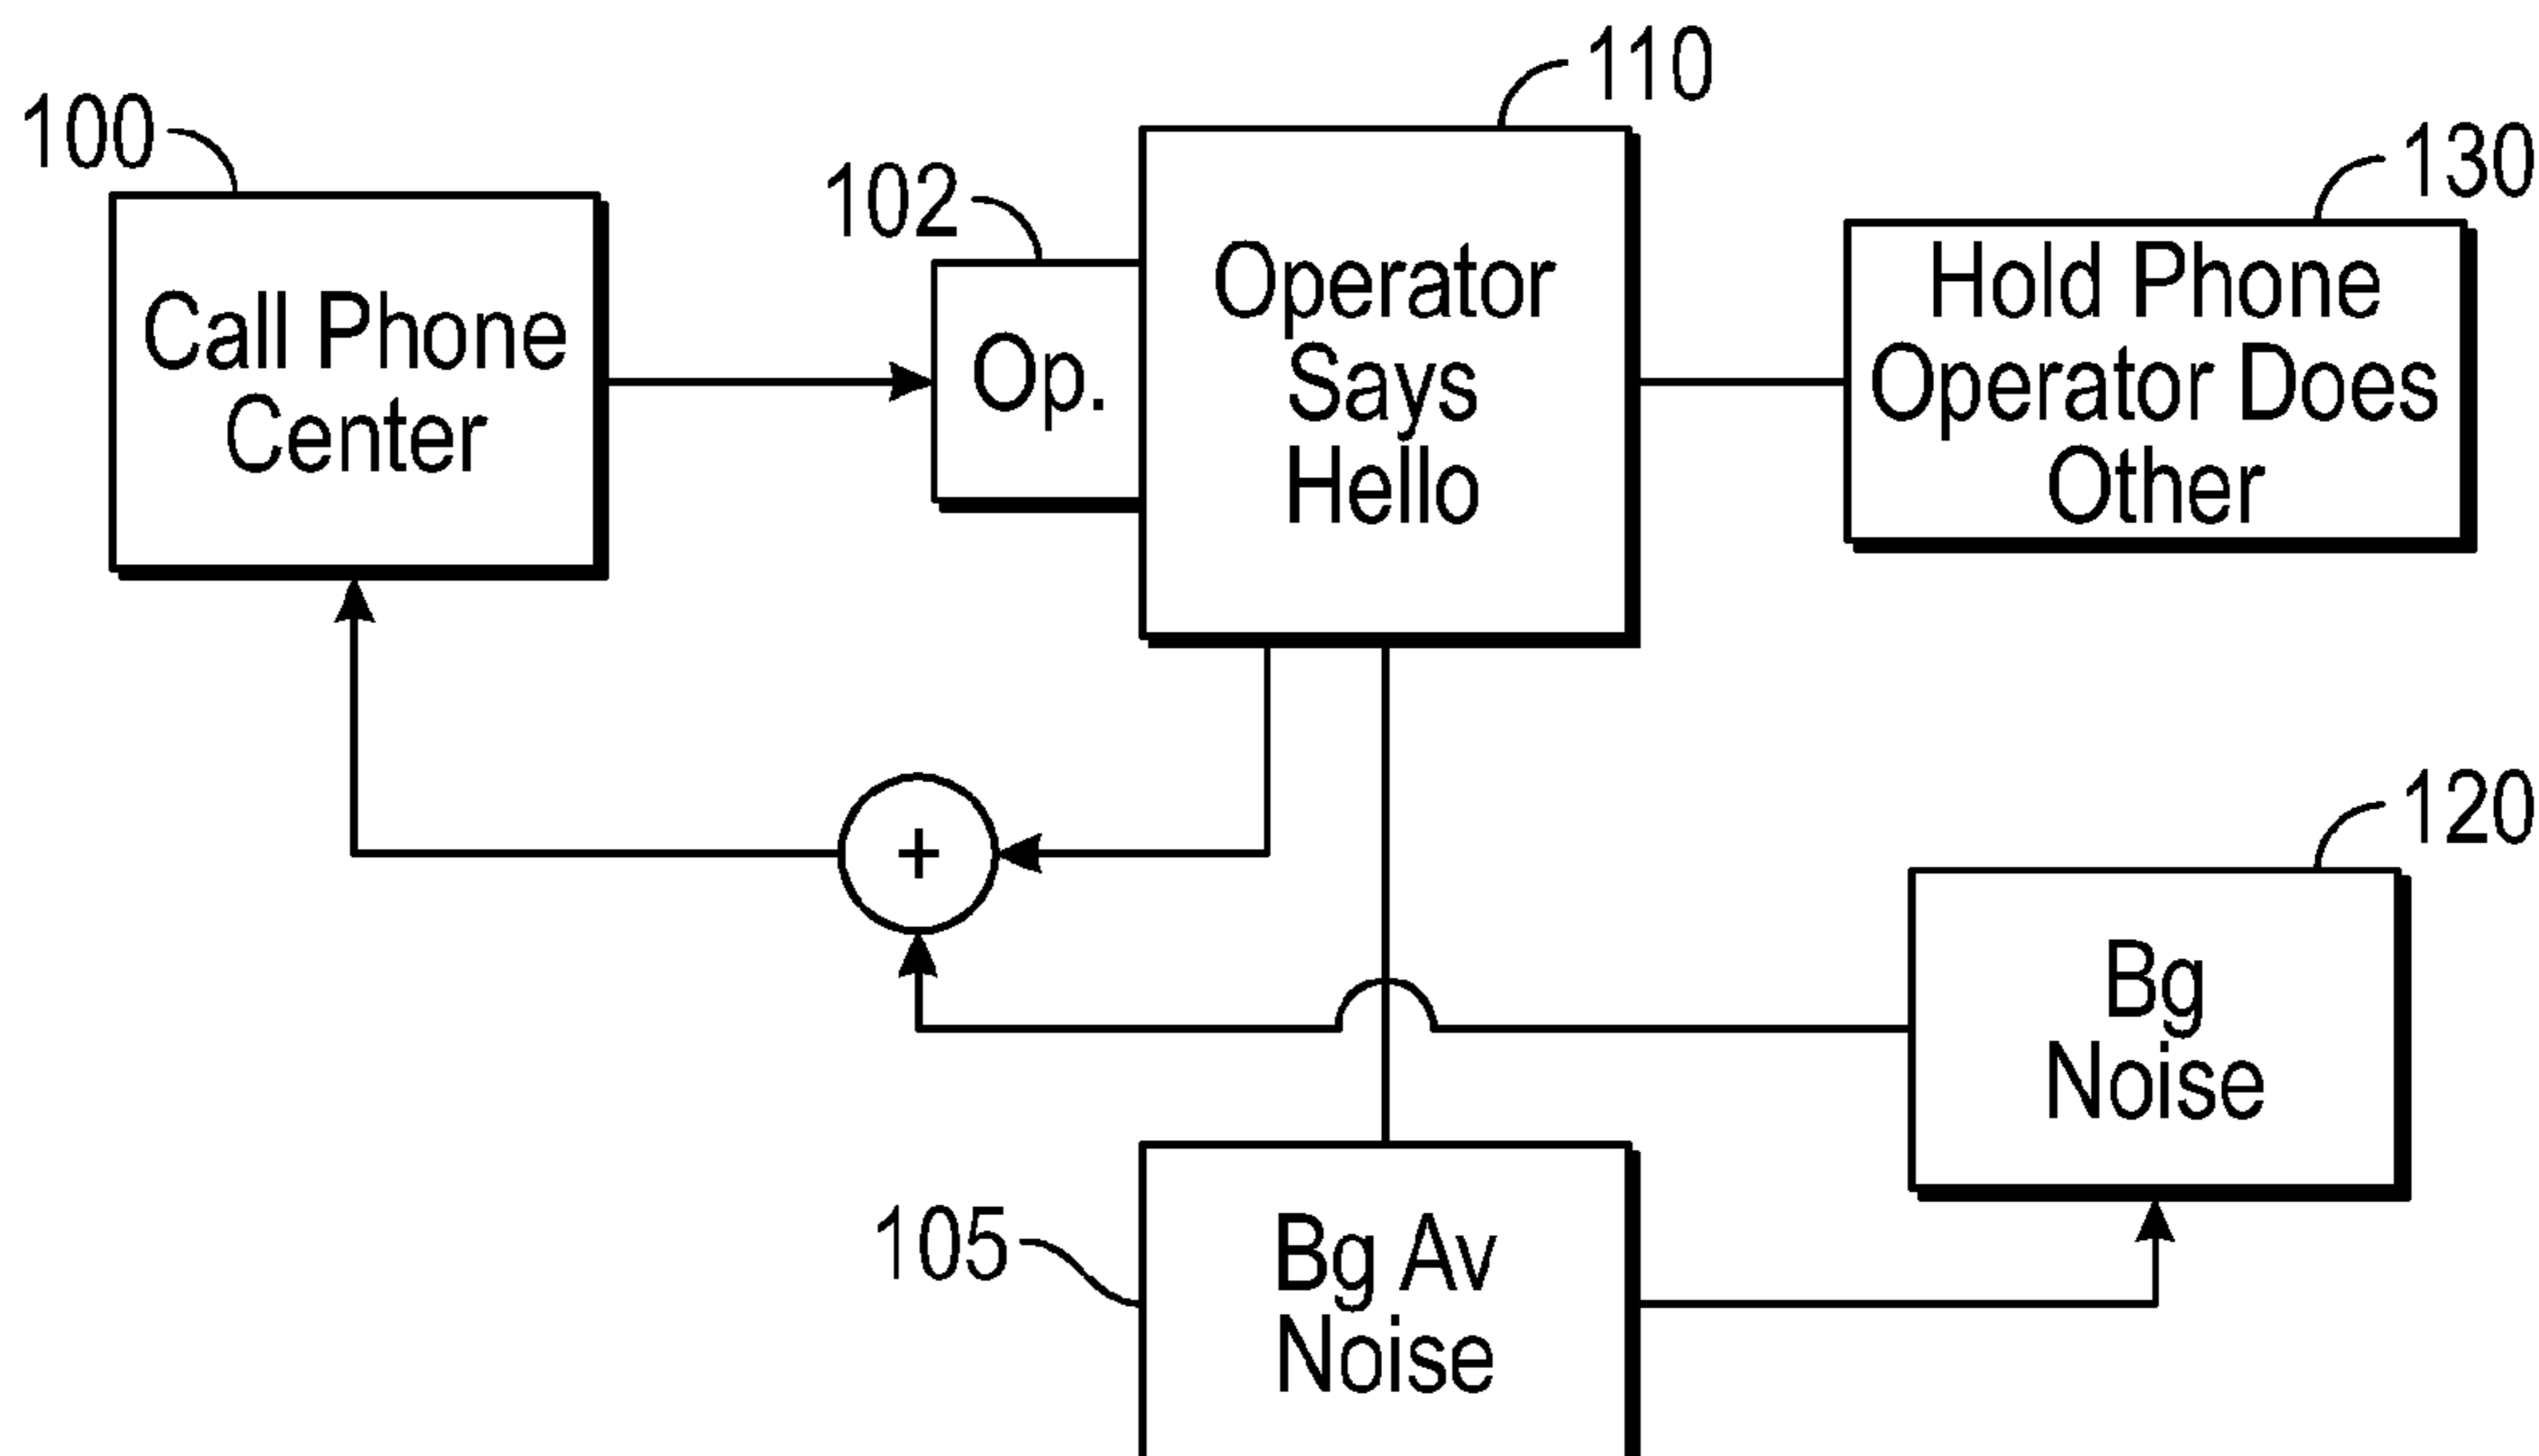 110
100
130
102
Call Phone
Center
Op.
Operator
Says
Hello
Hold Phone
Operator Does
Other
+
120
Bg
Noise
105
Bg Av
Noise